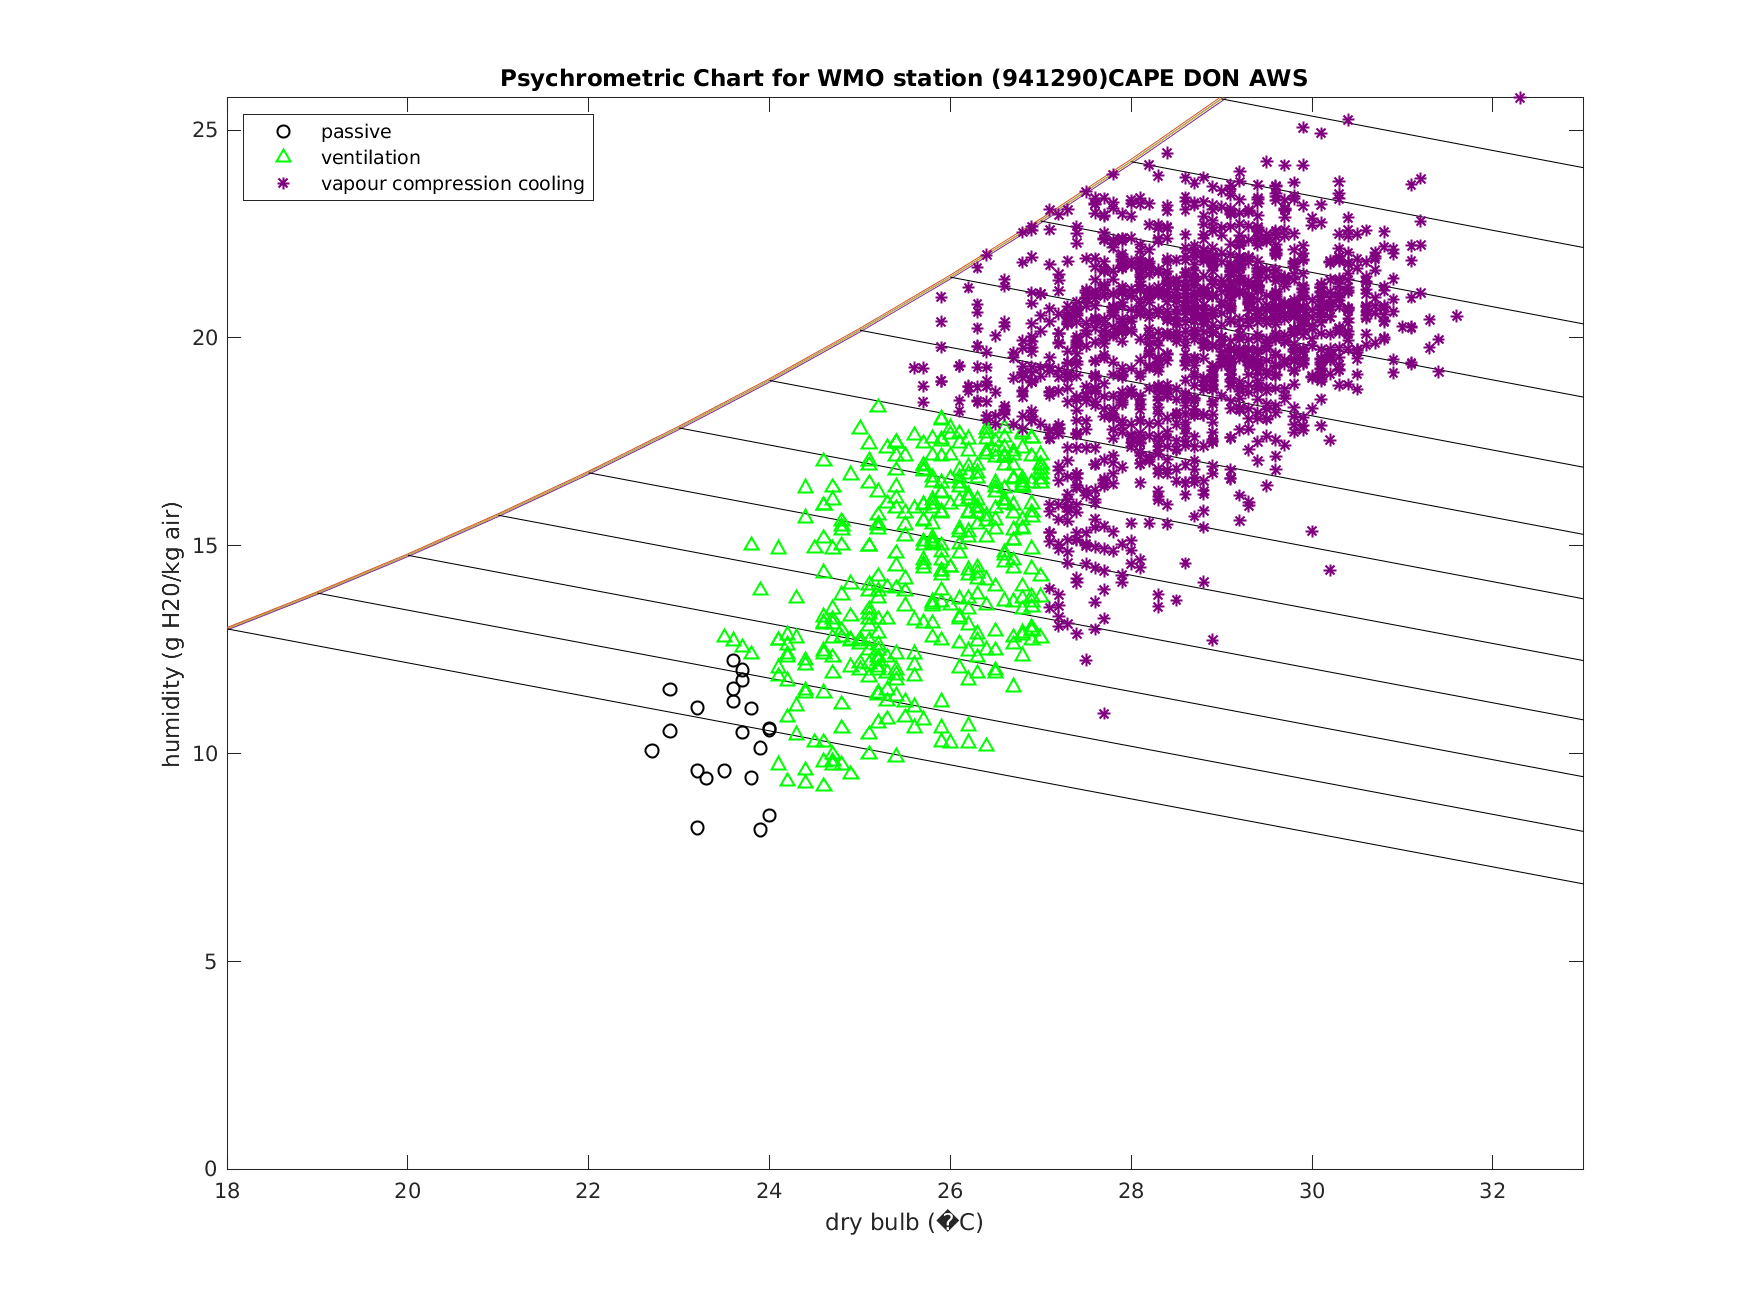 Psychrometric Chart for WMO station (941290)CAPE DON AWS
passive
ventilation
vapour compression cooling
25
20
15
10
5
0
humidity (g H20/kg air)
18 20 22 24 26 28 30 32
dry bulb (�C)